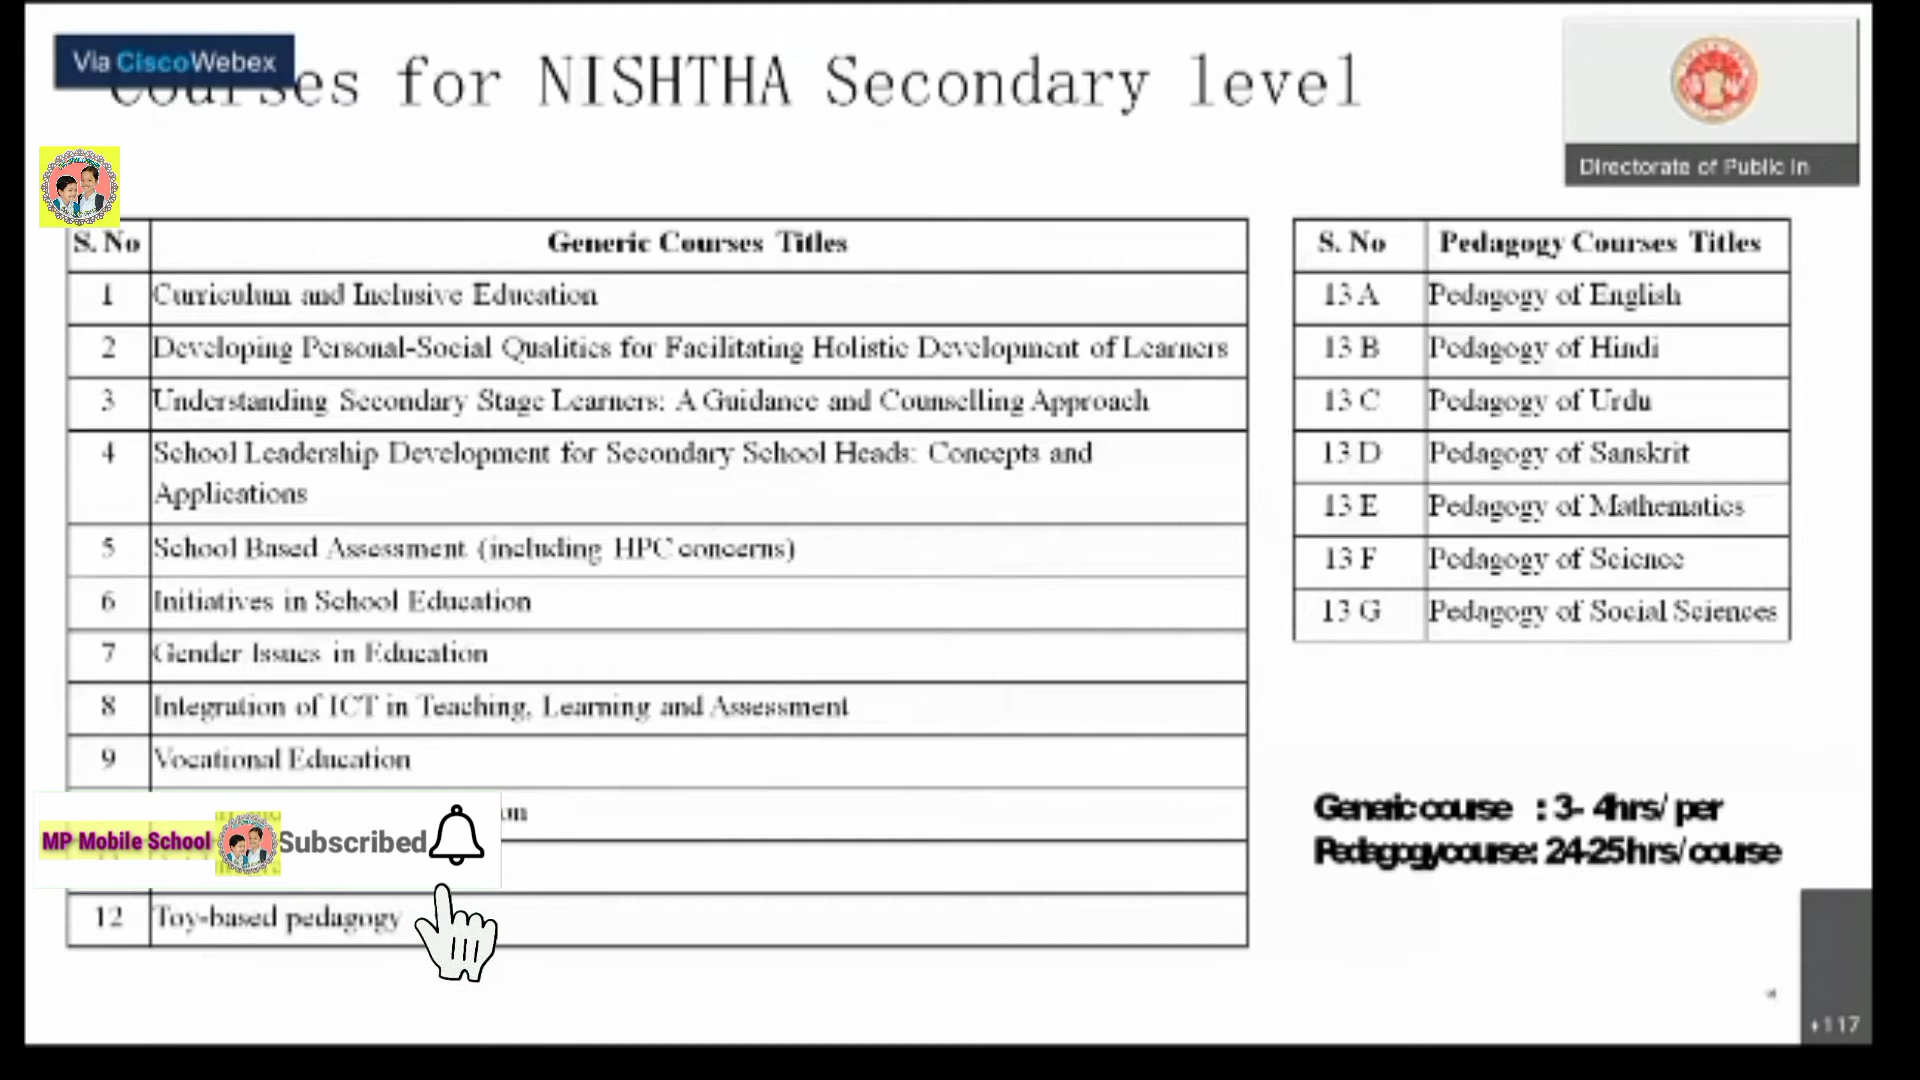 Via CiscoWebex
Courses for NISHTHA Secondary level
Directorate of Public In
S. No Generic Courses Titles
1 Curriculum and Inclusive Education
2 Developing Personal-Social Qualities for Facilitating Holistic Development of Learners
3 Understanding Secondary Stage Learners: A Guidance and Counselling Approach
4 School Leadership Development for Secondary School Heads: Concepts and
Applications
5 School Based Assessment (including HPC concerns)
6 Initiatives in School Education
7 Gender Issues in Education
8 Integration of ICT in Teaching, Learning and Assessment
9 Vocational Education
12 Toy-based pedagogy
S. No Pedagogy Courses Titles
13 A Pedagogy of English
13 B Pedagogy of Hindi
13 C Pedagogy of Urdu
13 D Pedagogy of Sanskrit
13 E Pedagogy of Mathematics
13 F Pedagogy of Science
13 G Pedagogy of Social Sciences
Generic course : 3- 4hrs/ per
Pedagogy course: 24-25 hrs/ course
MP Mobile School Subscribed
+117